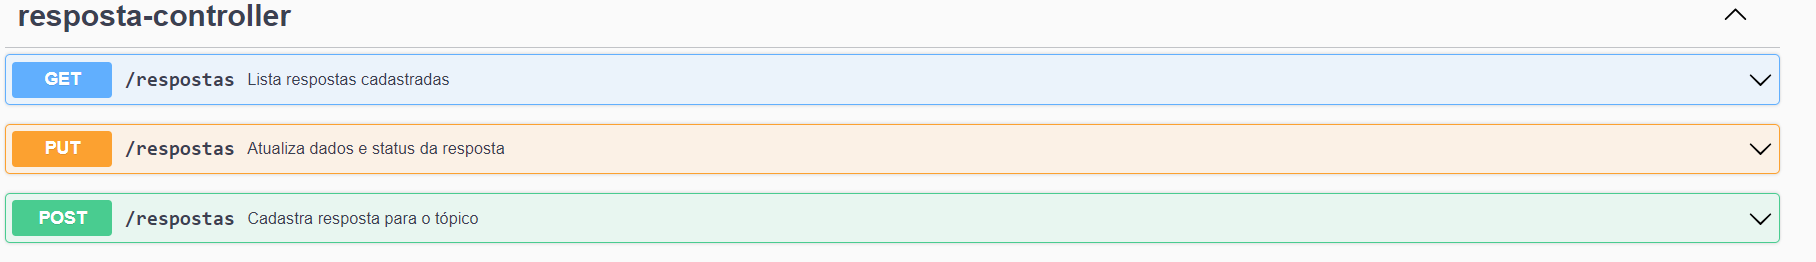 resposta-controller
GET /respostas Lista respostas cadastradas
PUT /respostas Atualiza dados e status da resposta
POST /respostas Cadastra resposta para o tópico